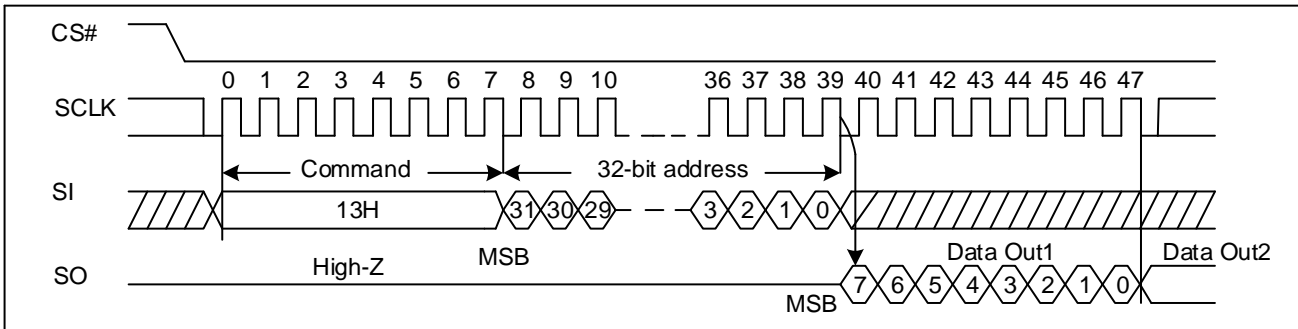 CS#
0 1 2 3 4 5 6 7 8 9 10 36 37 38 39 40 41 42 43 44 45 46 47
SCLK
Command 32-bit address
SI
13H 31 30 29 3 2 1 0
MSB Data Out1 Data Out2
High-Z
SO
7 6 5 4 3 2 1 0
MSB